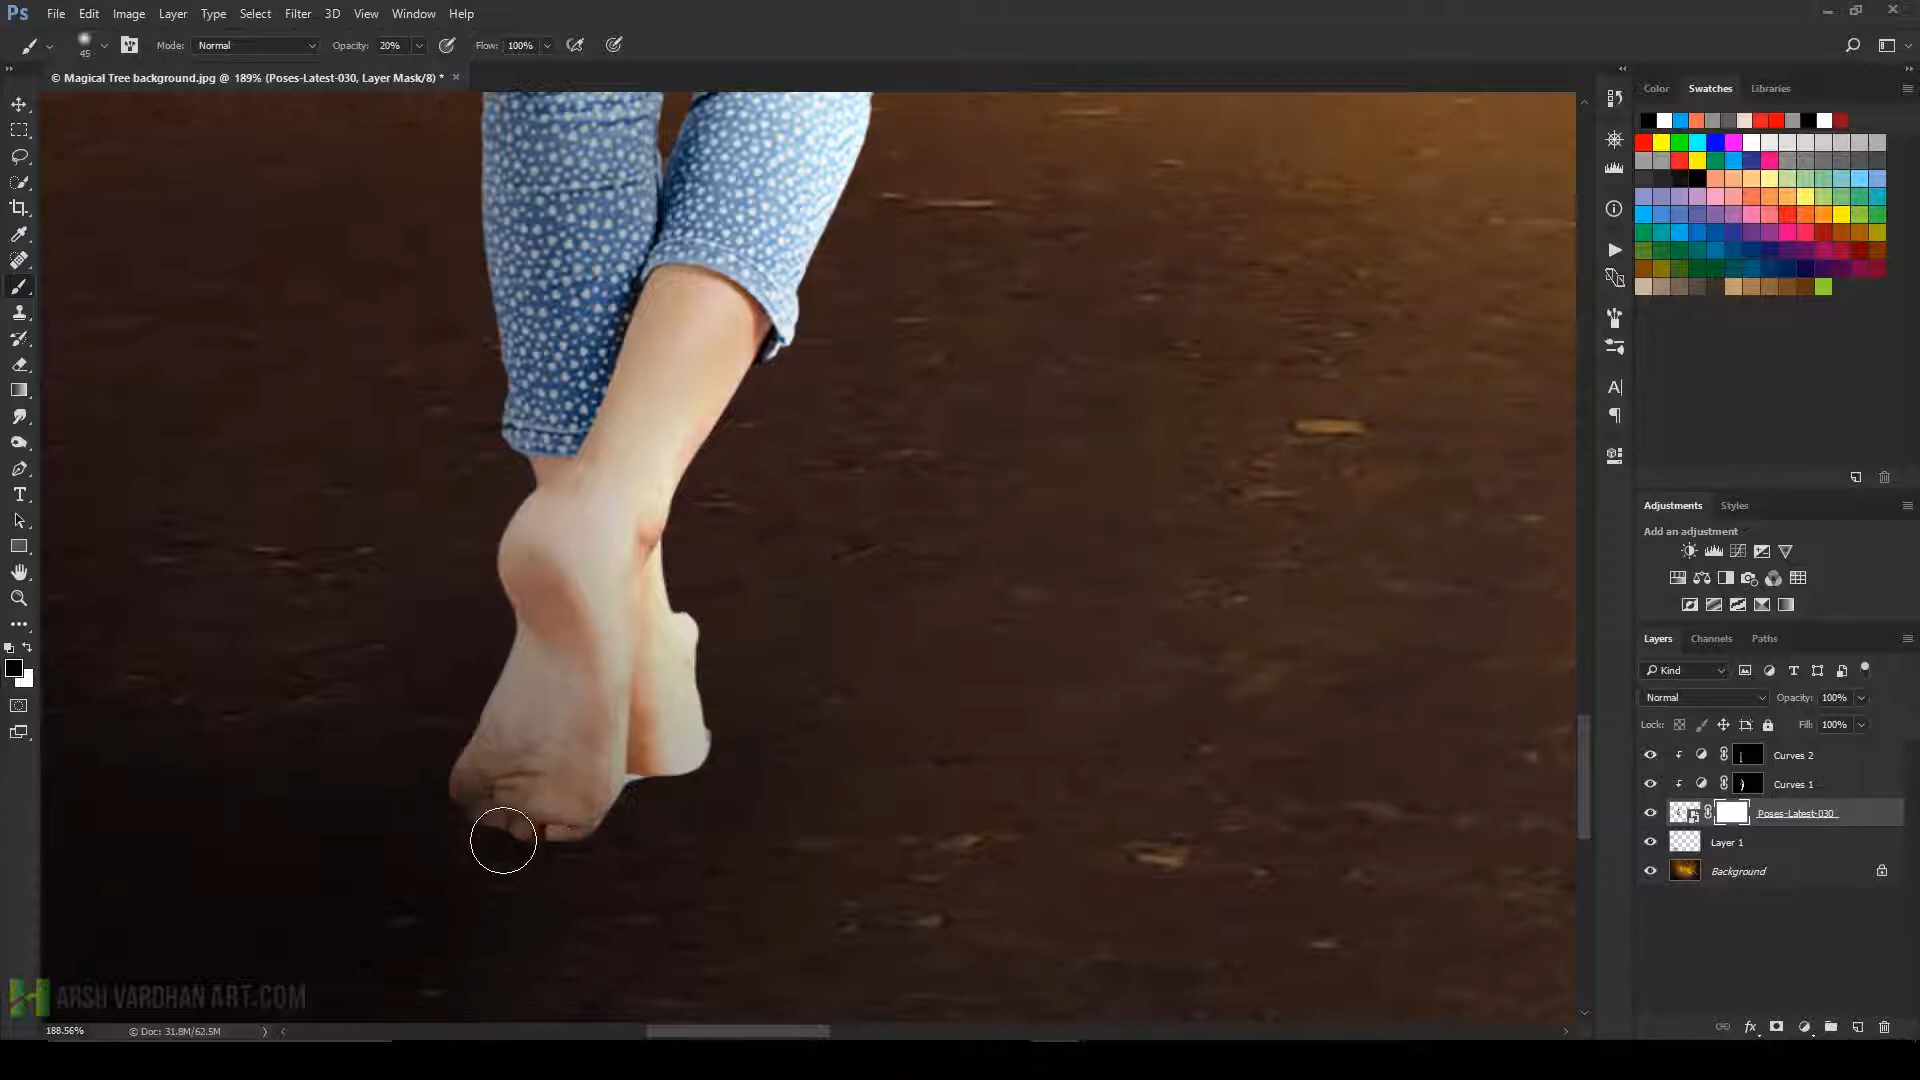 Ps File Edit Image Layer Type Select Filter 3D View Window Help
45 Mode: Normal Opacity: 20% Flow: 100%
© Magical Tree background.jpg @ 189% (Poses-Latest-030, Layer Mask/8) *
Color Swatches Libraries
Adjustments Styles
Add an adjustment
Layers Channels Paths
Kind
Normal Opacity: 100%
Lock: Fill: 100%
Curves 2
Curves 1
Poses-Latest-030
Layer 1
Background
ARSH VARDHAN ART.COM
188.56% © Doc: 31.8M/62.5M